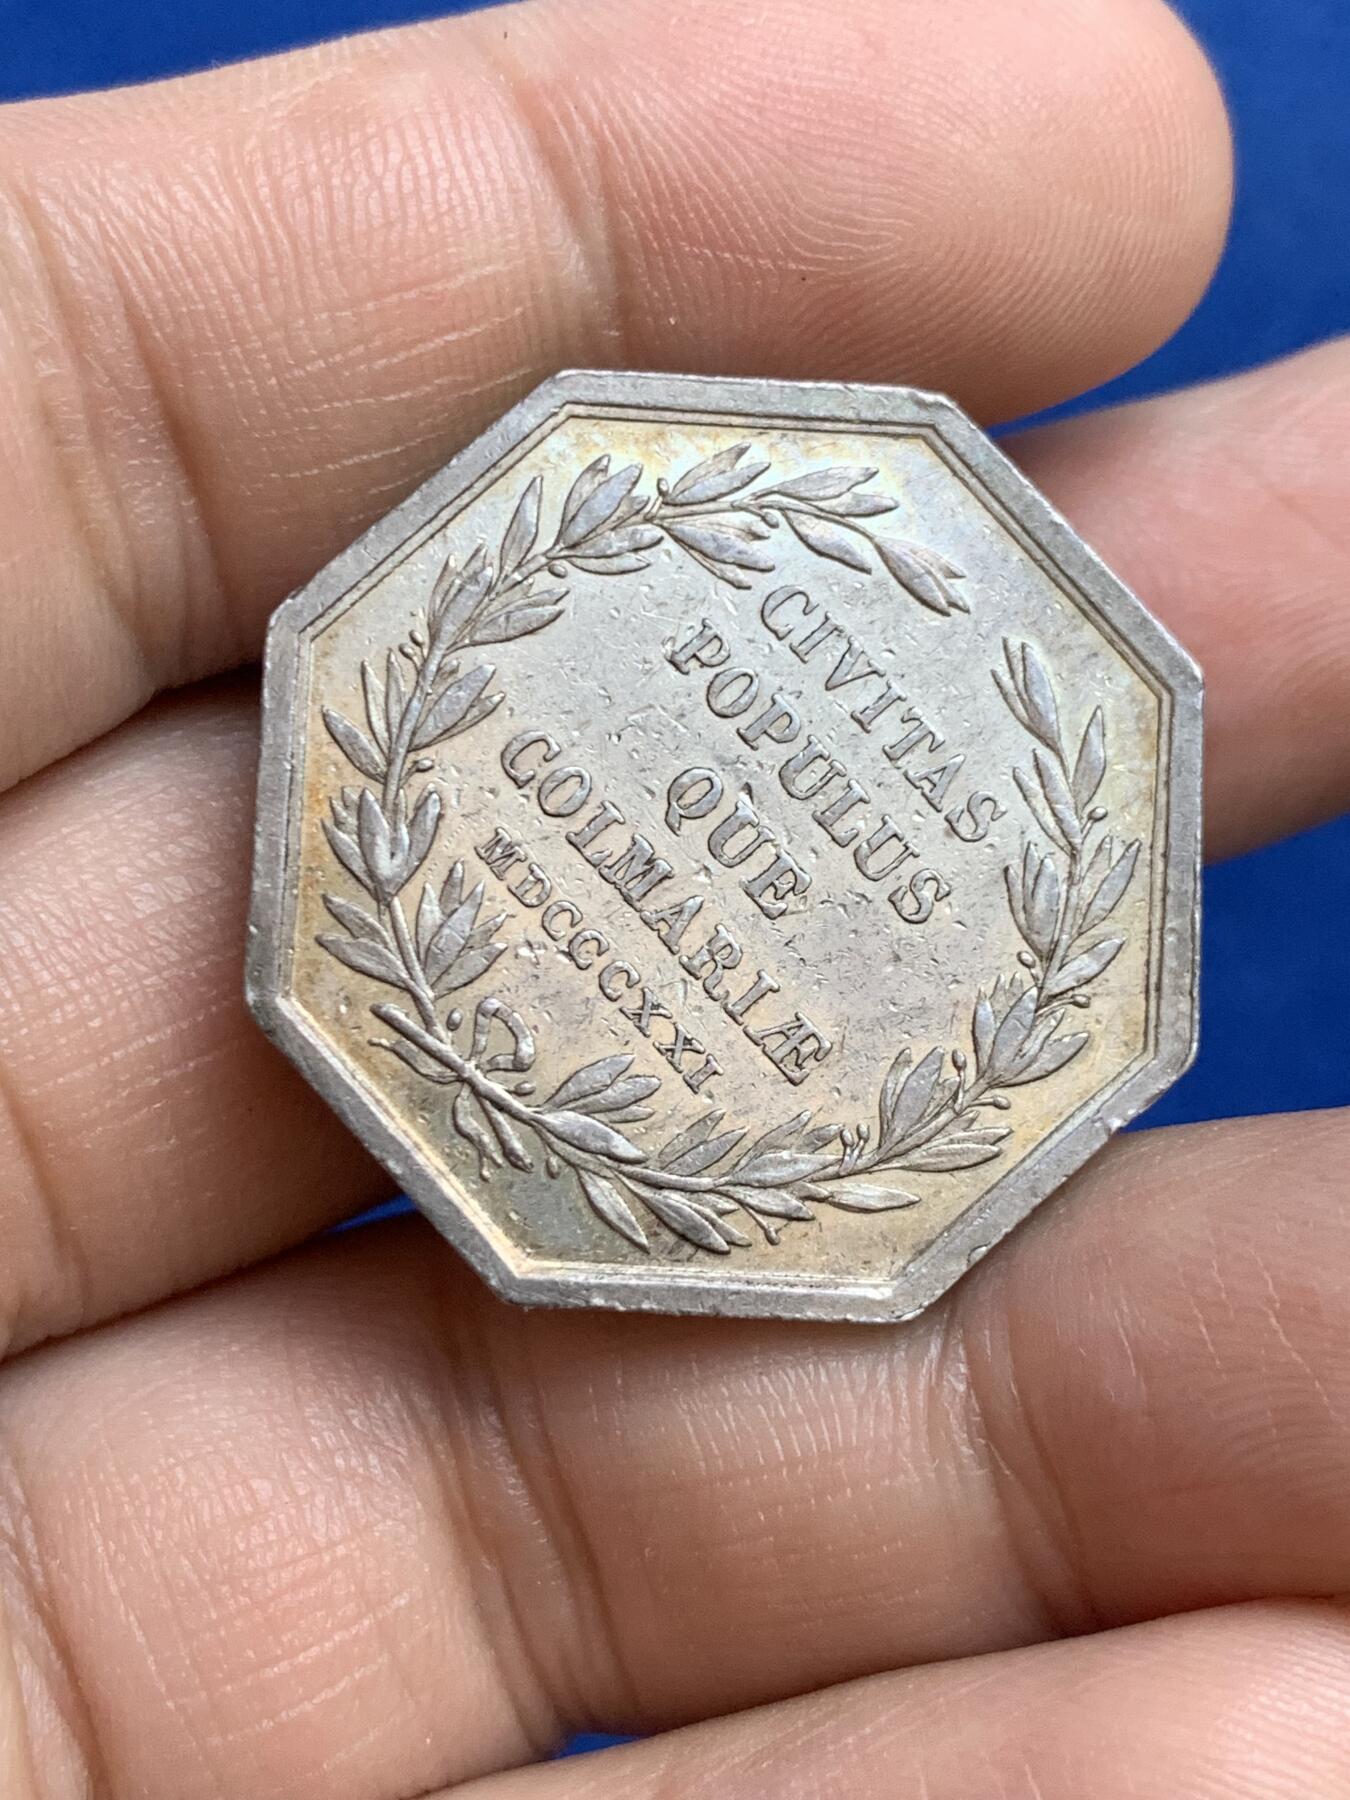 CIVITAS
POPULUS
QUE
COLMARIÆ
MDCCCXXI